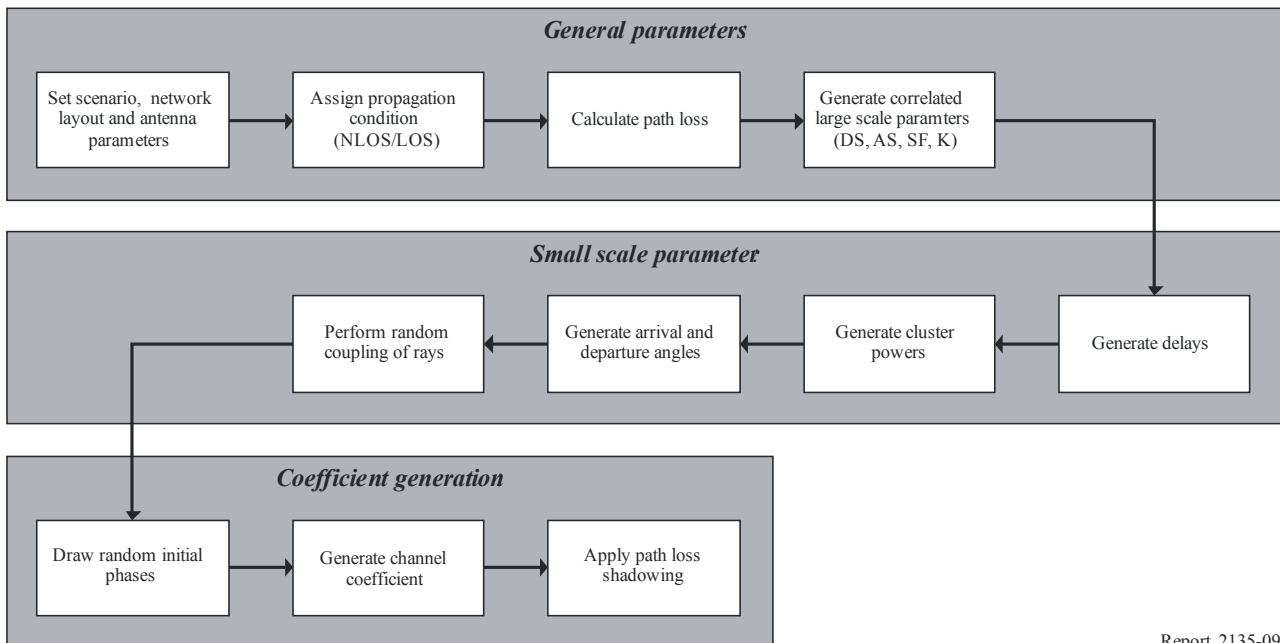 General parameters
Set scenario, network
layout and antenna
parameters
Assign propagation
condition
(NLOS/LOS)
Calculate path loss
Generate correlated
large scale paramters
(DS, AS, SF, K)
Small scale parameter
Perform random
coupling of rays
Generate arrival and
departure angles
Generate cluster
powers
Generate delays
Coefficient generation
Draw random initial
phases
Generate channel
coefficient
Apply path loss
shadowing
Report 2135-09